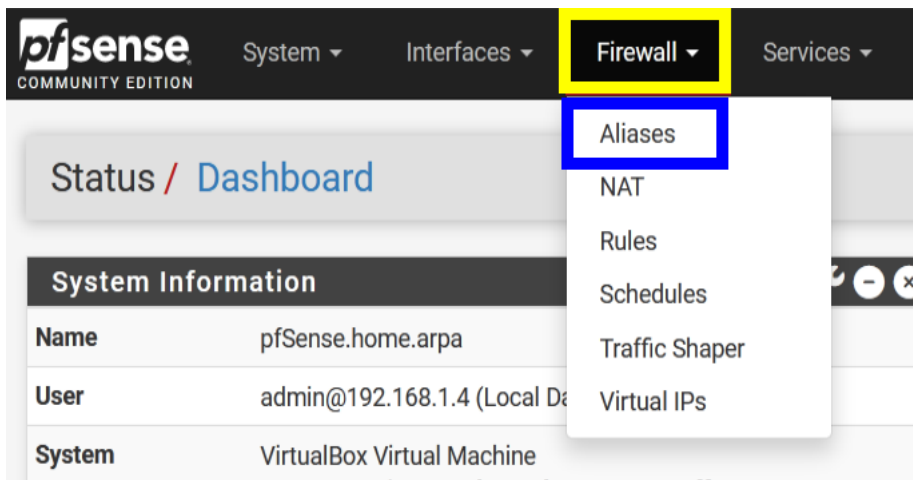 pfsense
COMMUNITY EDITION
System
Interfaces
Firewall
Services
Aliases
NAT
Rules
Schedules
Traffic Shaper
Virtual IPs
Status / Dashboard
System Information
Name pfSense.home.arpa
User admin@192.168.1.4 (Local Da
System VirtualBox Virtual Machine